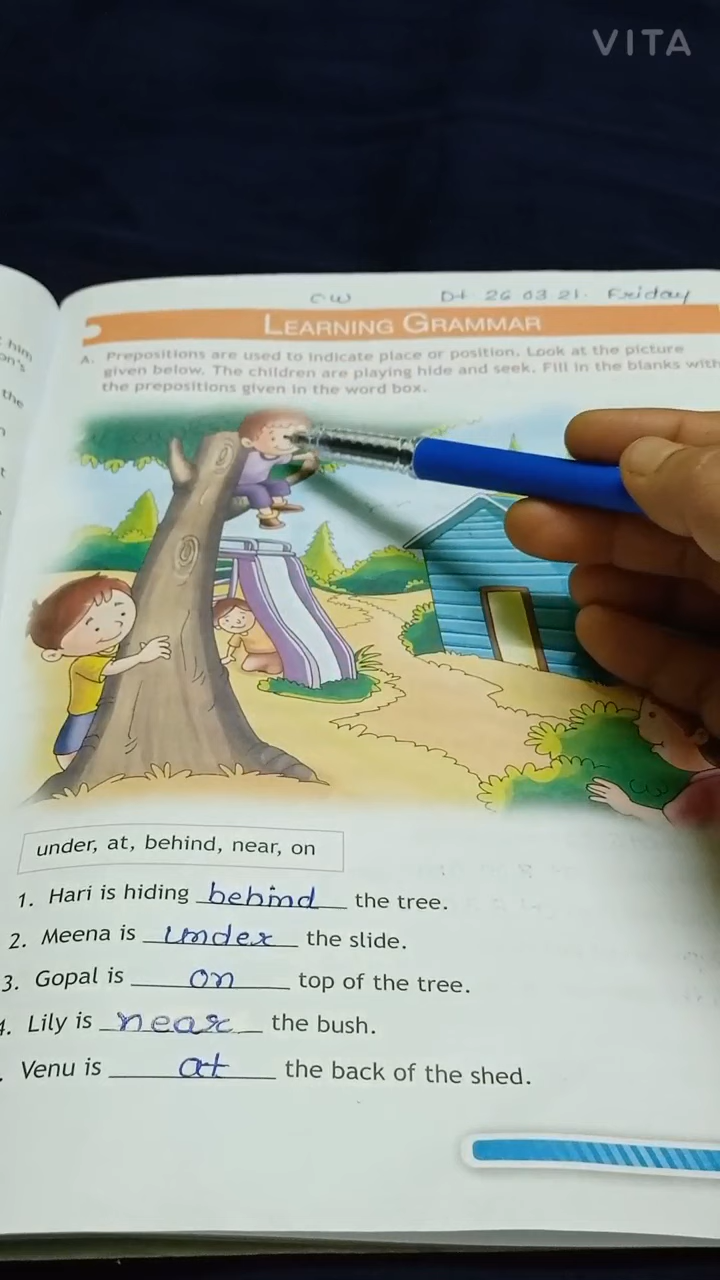 VITA
CW Dt 26 03 21. Friday
LEARNING GRAMMAR
A. Prepositions are used to indicate place or position. Look at the picture
given below. The children are playing hide and seek. Fill in the blanks with
the prepositions given in the word box.
him
on's
the
under, at, behind, near, on
1. Hari is hiding behind the tree.
2. Meena is under the slide.
3. Gopal is on top of the tree.
4. Lily is near the bush.
. Venu is at the back of the shed.